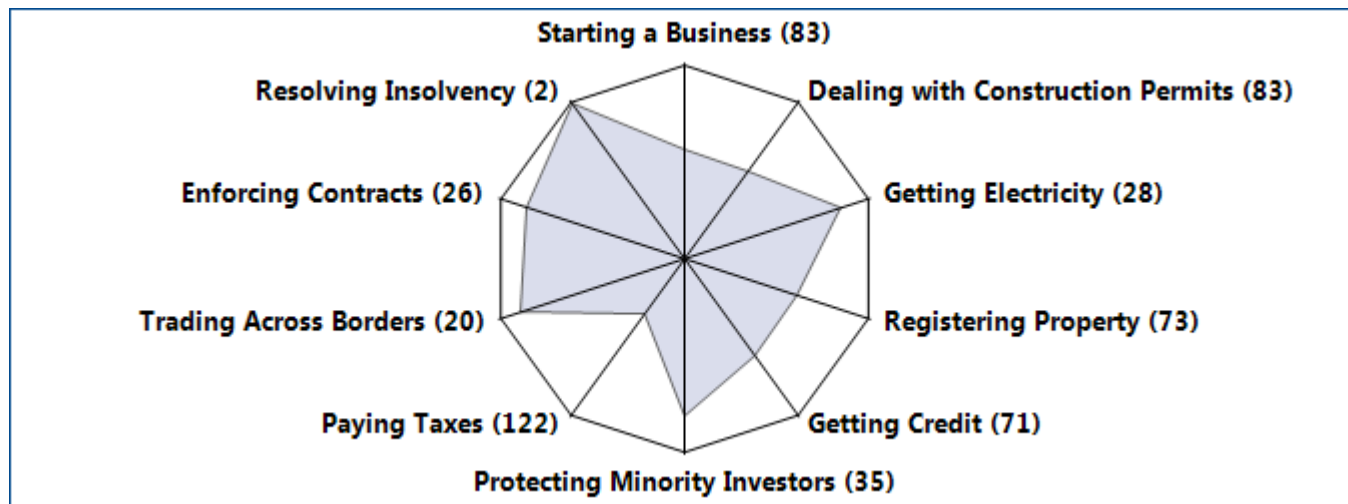 Starting a Business (83)
Resolving Insolvency (2)
Dealing with Construction Permits (83)
Enforcing Contracts (26)
Getting Electricity (28)
Trading Across Borders (20)
Registering Property (73)
Paying Taxes (122)
Getting Credit (71)
Protecting Minority Investors (35)